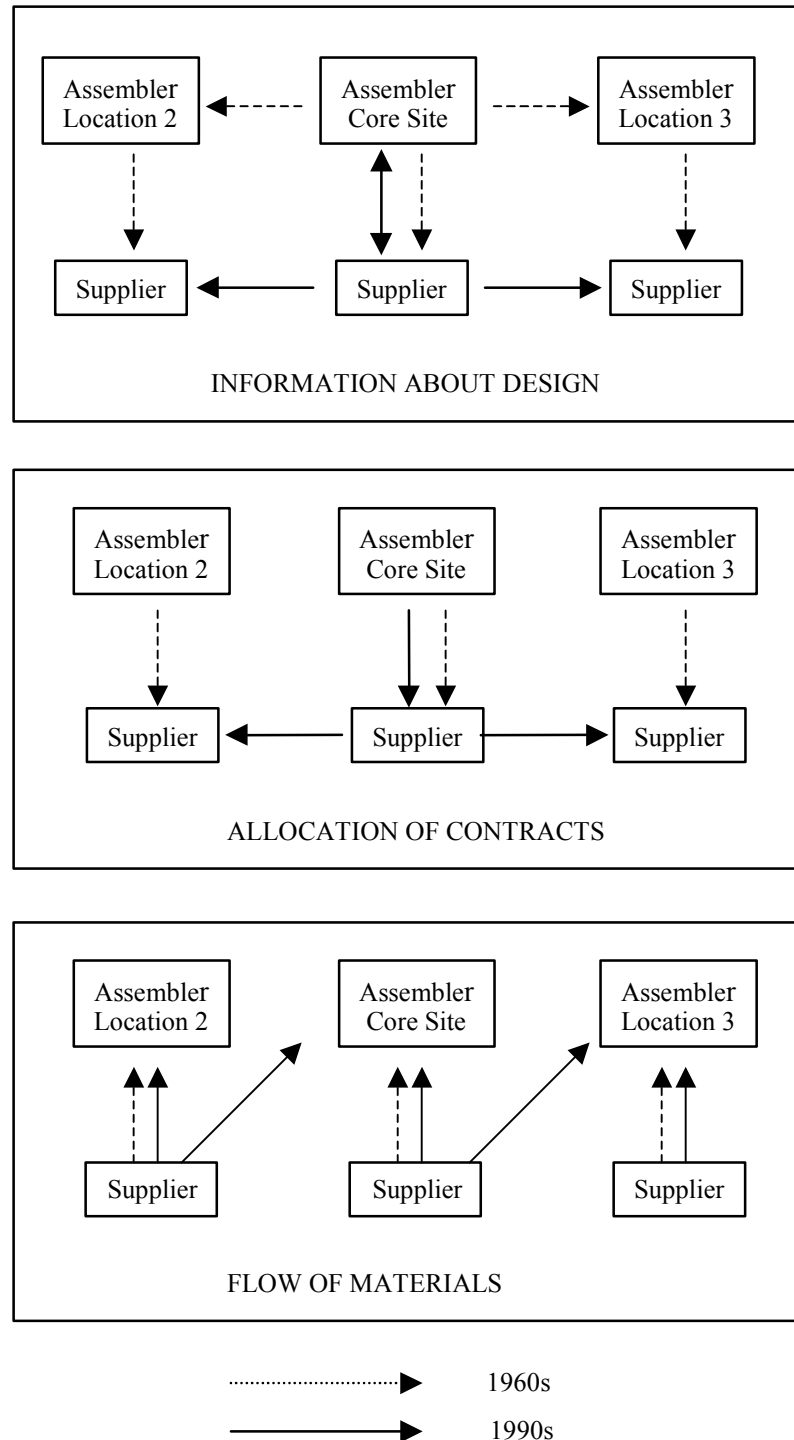 Assembler
Location 2
Assembler
Core Site
Assembler
Location 3
Supplier
Supplier
Supplier
INFORMATION ABOUT DESIGN
Assembler
Location 2
Assembler
Core Site
Assembler
Location 3
Supplier
Supplier
Supplier
ALLOCATION OF CONTRACTS
Assembler
Location 2
Assembler
Core Site
Assembler
Location 3
Supplier
Supplier
Supplier
FLOW OF MATERIALS
1960s
1990s